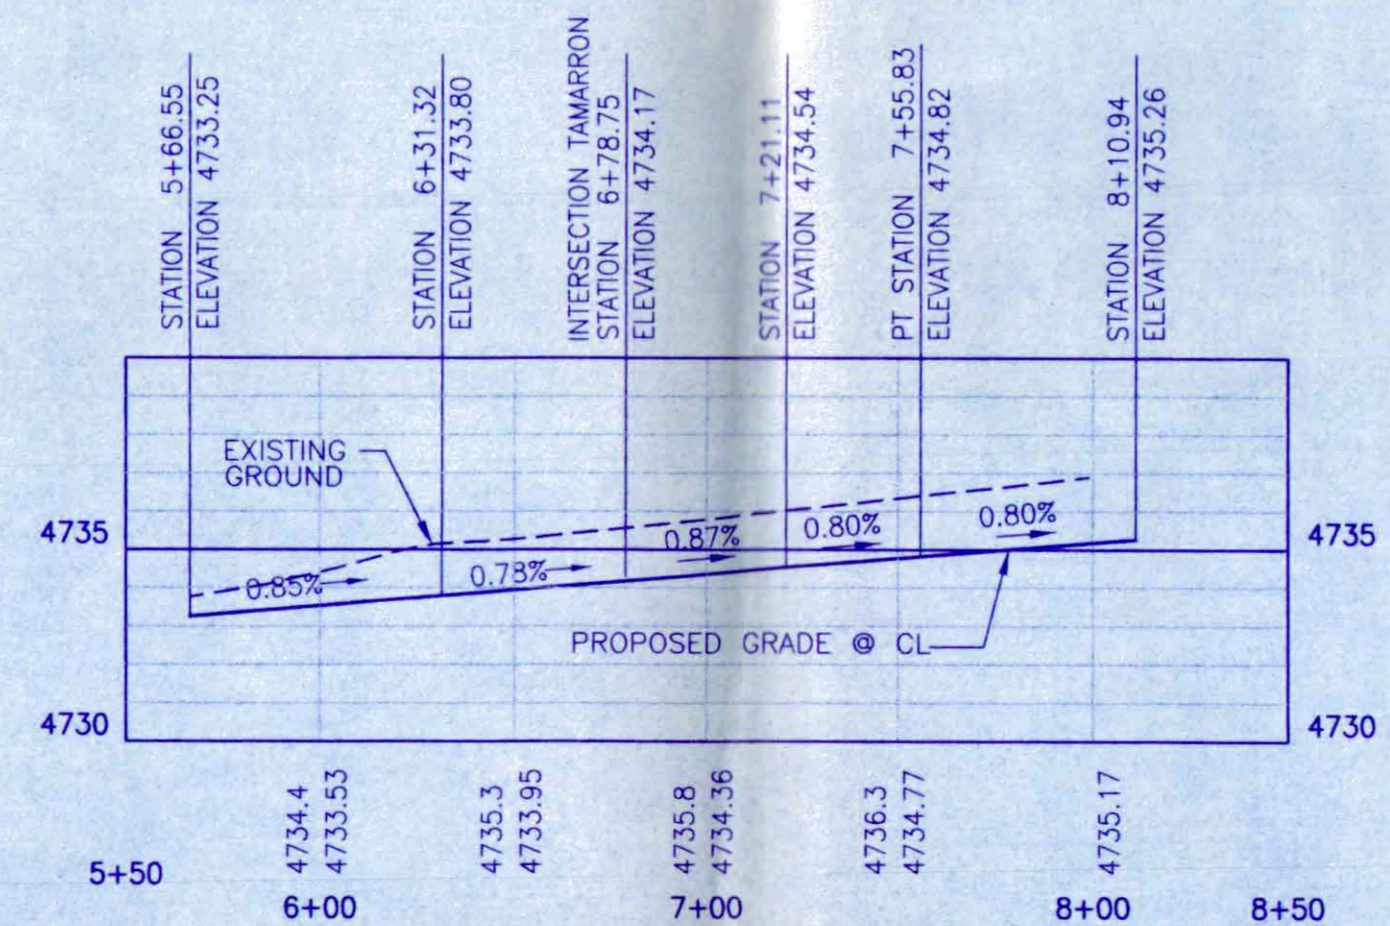 STATION 5+66.55
ELEVATION 4733.25
STATION 6+31.32
ELEVATION 4733.80
INTERSECTION TAMARRON
STATION 6+78.75
ELEVATION 4734.17
STATION 7+21.11
ELEVATION 4734.54
PT STATION 7+55.83
ELEVATION 4734.82
STATION 8+10.94
ELEVATION 4735.26
EXISTING
GROUND
4735
0.85%
0.78%
0.87%
0.80%
0.80%
4735
PROPOSED GRADE @ CL
4730
4730
4734.4
4733.53
4735.3
4733.95
4735.8
4734.36
4736.3
4734.77
4735.17
5+50
6+00
7+00
8+00
8+50